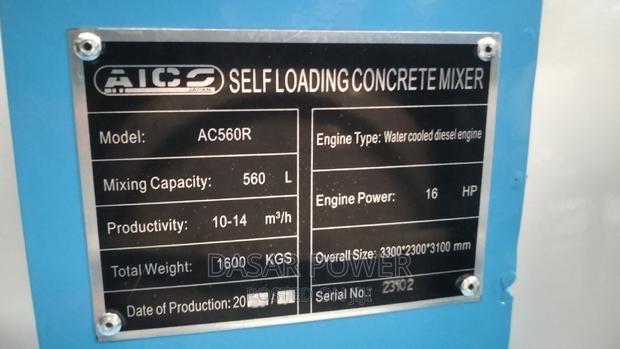 AICO
JAPAN
SELF LOADING CONCRETE MIXER
Model: AC560R
Mixing Capacity: 560 L
Productivity: 10-14 m³/h
Total Weight: 1600 KGS
Date of Production: 20
Engine Type: Water cooled diesel engine
Engine Power: 16 HP
Overall Size: 3300*2300*3100 mm
Serial No.: 23102
DASAR POWER
POSTED ON